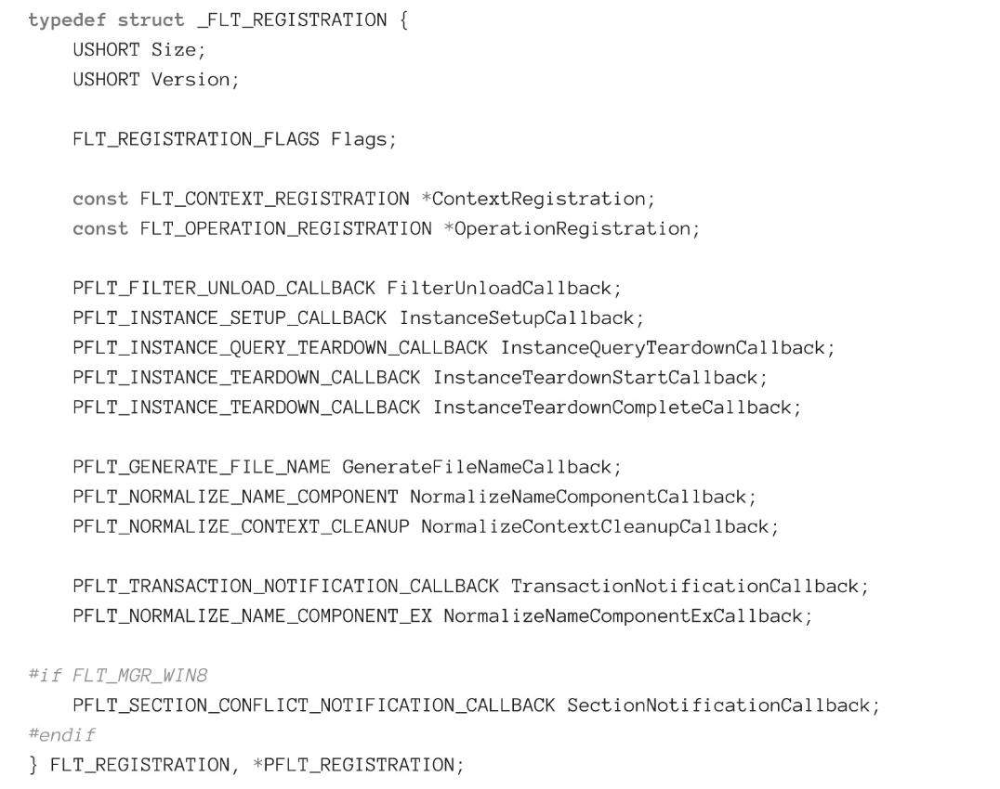 typedef struct _FLT_REGISTRATION {
    USHORT Size;
    USHORT Version;

    FLT_REGISTRATION_FLAGS Flags;

    const FLT_CONTEXT_REGISTRATION *ContextRegistration;
    const FLT_OPERATION_REGISTRATION *OperationRegistration;

    PFLT_FILTER_UNLOAD_CALLBACK FilterUnloadCallback;
    PFLT_INSTANCE_SETUP_CALLBACK InstanceSetupCallback;
    PFLT_INSTANCE_QUERY_TEARDOWN_CALLBACK InstanceQueryTeardownCallback;
    PFLT_INSTANCE_TEARDOWN_CALLBACK InstanceTeardownStartCallback;
    PFLT_INSTANCE_TEARDOWN_CALLBACK InstanceTeardownCompleteCallback;

    PFLT_GENERATE_FILE_NAME GenerateFileNameCallback;
    PFLT_NORMALIZE_NAME_COMPONENT NormalizeNameComponentCallback;
    PFLT_NORMALIZE_CONTEXT_CLEANUP NormalizeContextCleanupCallback;

    PFLT_TRANSACTION_NOTIFICATION_CALLBACK TransactionNotificationCallback;
    PFLT_NORMALIZE_NAME_COMPONENT_EX NormalizeNameComponentExCallback;

#if FLT_MGR_WIN8
    PFLT_SECTION_CONFLICT_NOTIFICATION_CALLBACK SectionNotificationCallback;
#endif
} FLT_REGISTRATION, *PFLT_REGISTRATION;